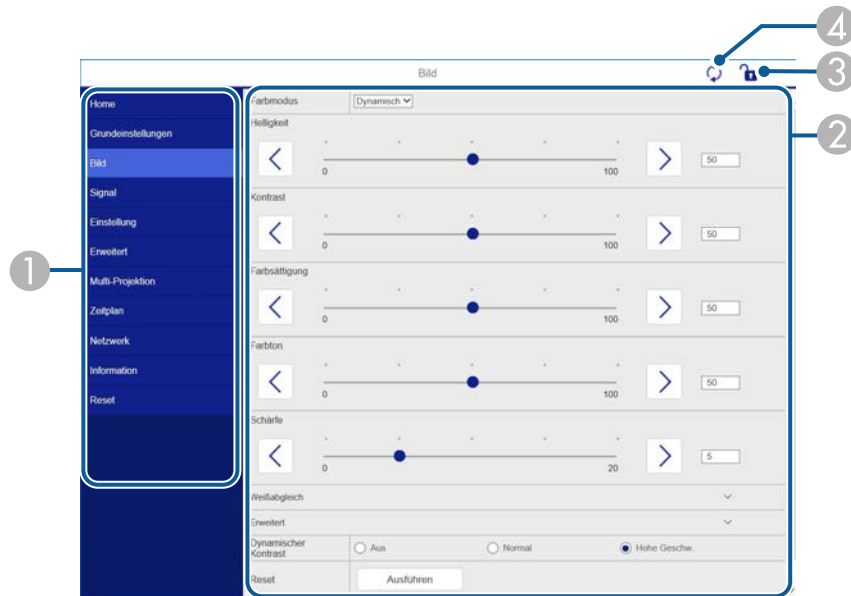 4
Bild
3
Home
Grundeinstellungen
Bild
Signal
Einstellung
Erweitert
Multi-Projektion
Zeitplan
Netzwerk
Information
Reset
1
2
Farbmodus
Dynamisch
Helligkeit
0
100
50
Kontrast
0
100
50
Farbsättigung
0
100
50
Farbton
0
100
50
Schärfe
0
20
5
Weißabgleich
Erweitert
Dynamischer
Kontrast
Aus
Normal
Hohe Geschw.
Reset
Ausführen